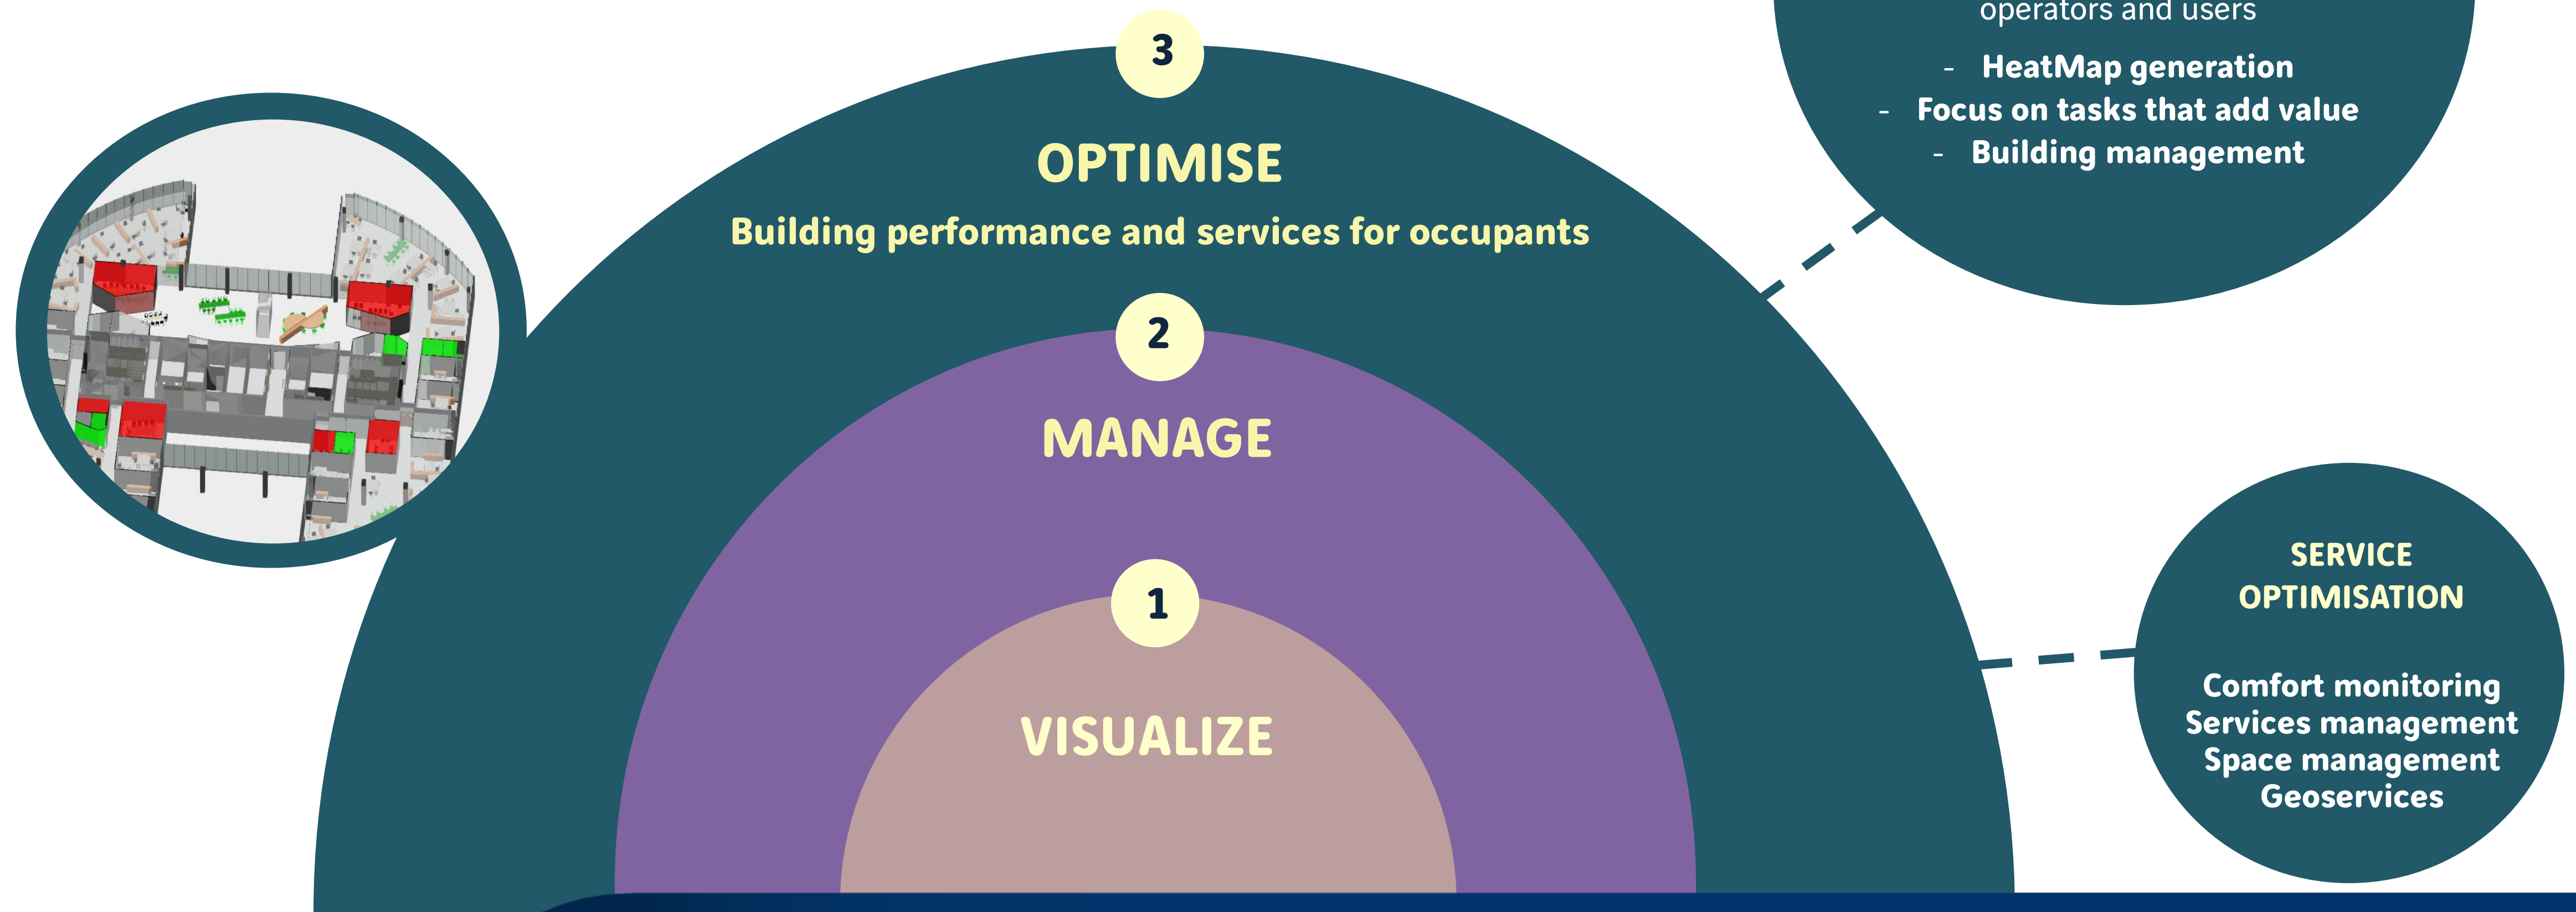 operators and users
- HeatMap generation
- Focus on tasks that add value
- Building management
3
OPTIMISE
Building performance and services for occupants
2
MANAGE
1
VISUALIZE
SERVICE
OPTIMISATION
Comfort monitoring
Services management
Space management
Geoservices